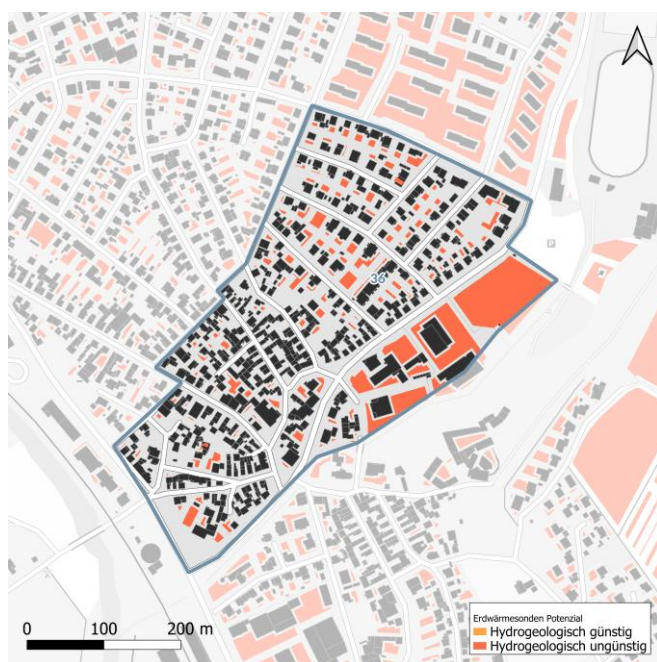 36
P
0 100 200 m
Erdwärmesonden Potenzial
Hydrogeologisch günstig
Hydrogeologisch ungünstig